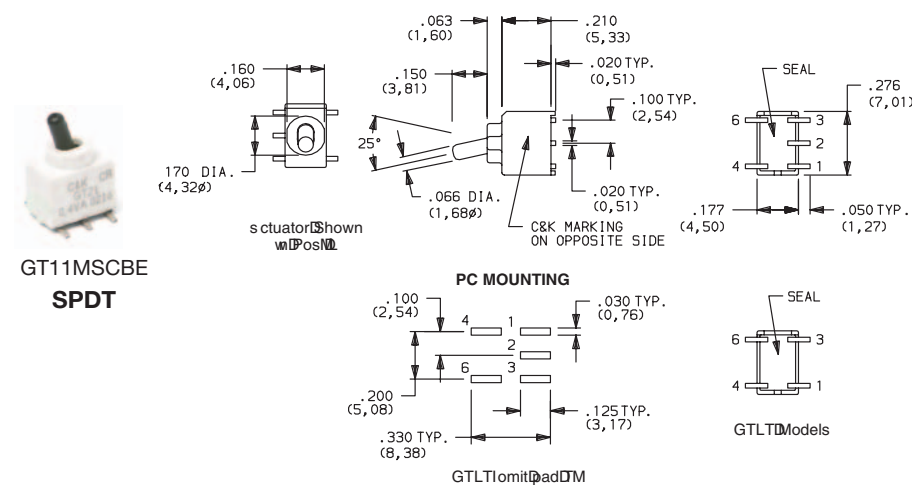 GT11MSCBE
SPDT
.160
(4,06)
170 DIA.
(4,32ø)
.063
(1,60)
.210
(5,33)
.150
(3,81)
.020 TYP.
(0,51)
.100 TYP.
(2,54)
25°
.066 DIA.
(1,68ø)
.020 TYP.
(0,51)
C&K MARKING
ON OPPOSITE SIDE
SEAL
.276
(7,01)
6
3
2
4
1
.177
(4,50)
.050 TYP.
(1,27)
PC MOUNTING
.100
(2,54)
.030 TYP.
(0,76)
4
1
2
6
3
.200
(5,08)
.125 TYP.
(3,17)
.330 TYP.
(8,38)
SEAL
6
3
4
1
Models
C&K